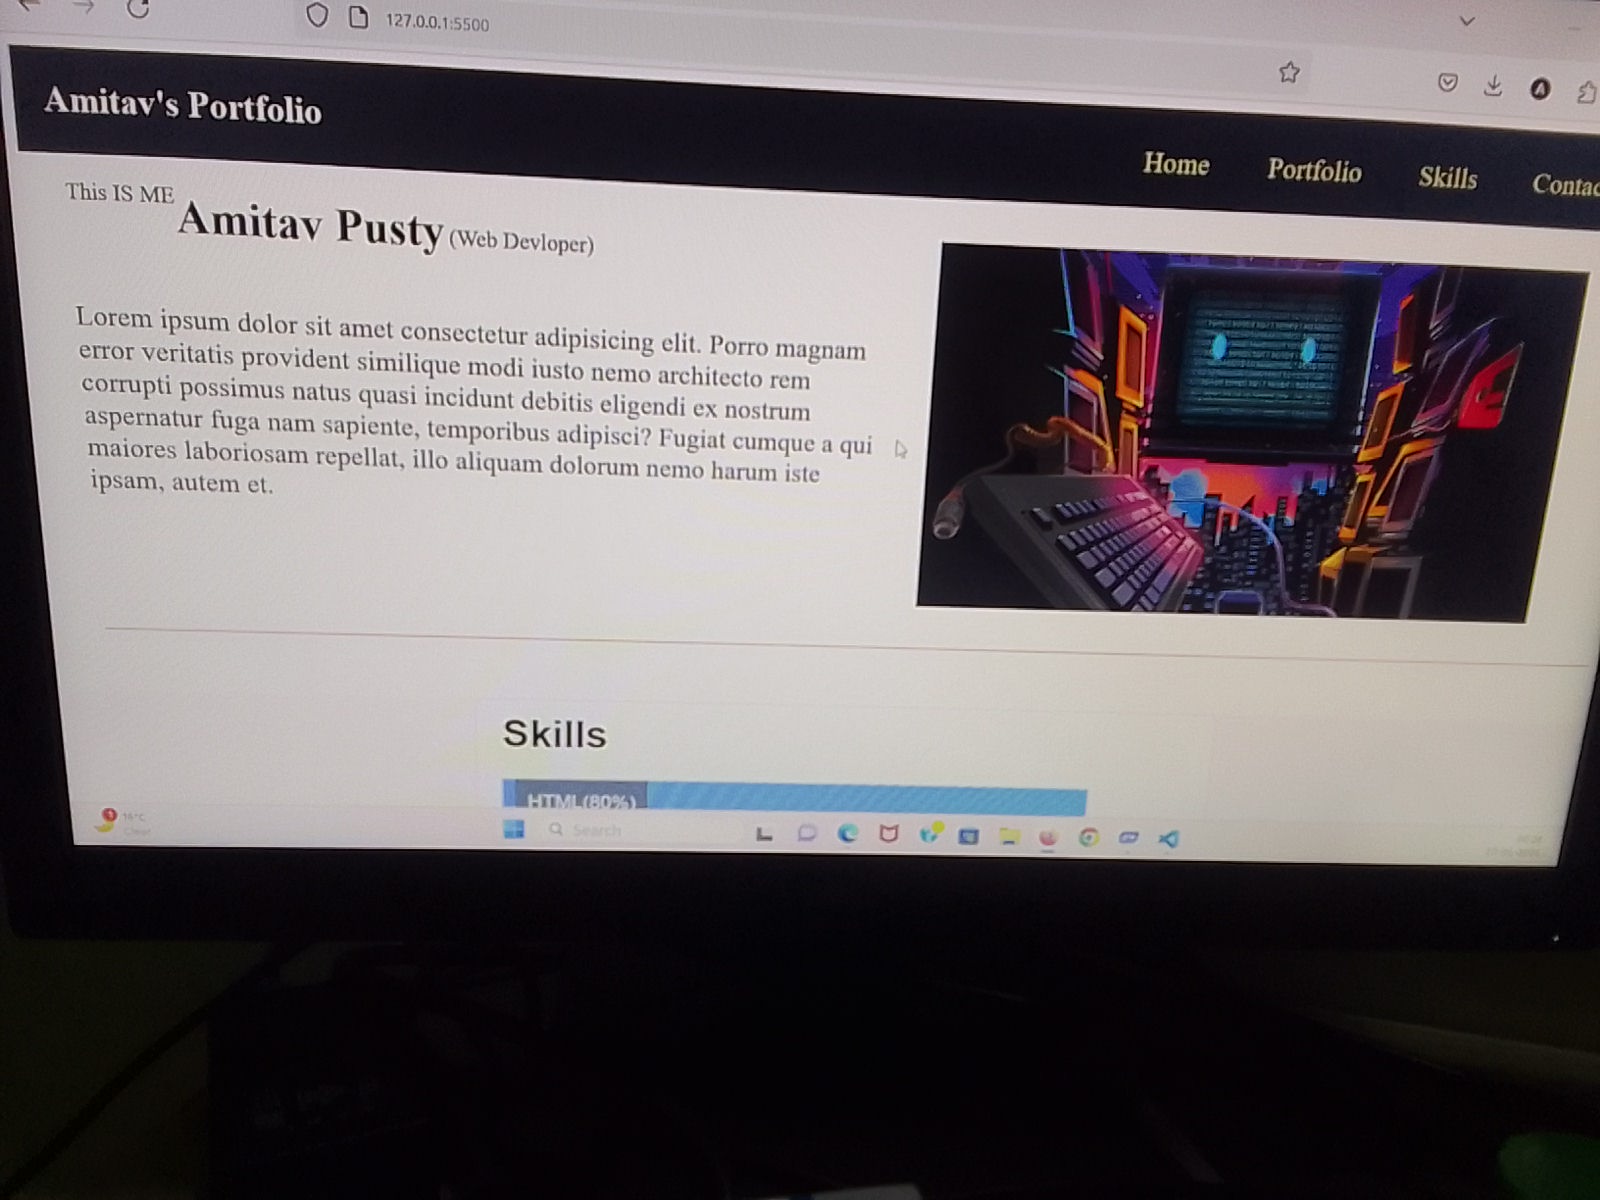 127.0.0.1:5500
Amitav's Portfolio
Home Portfolio Skills Contac
This IS ME
Amitav Pusty (Web Devloper)
Lorem ipsum dolor sit amet consectetur adipisicing elit. Porro magnam
error veritatis provident similique modi iusto nemo architecto rem
corrupti possimus natus quasi incidunt debitis eligendi ex nostrum
aspernatur fuga nam sapiente, temporibus adipisci? Fugiat cumque a qui
maiores laboriosam repellat, illo aliquam dolorum nemo harum iste
ipsam, autem et.
Skills
HTML(80%)
Search
Clear